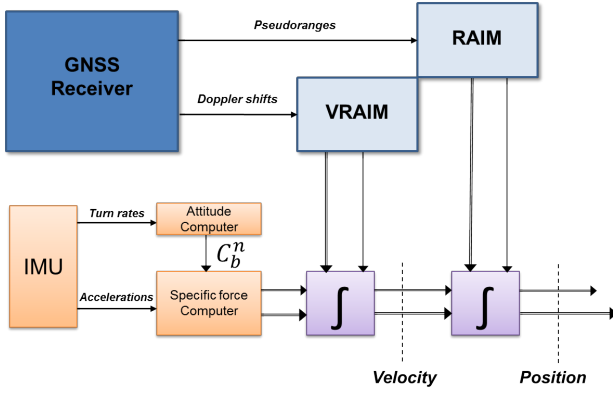 GNSS
Receiver
Pseudoranges
RAIM
Doppler shifts
VRAIM
IMU
Turn rates
Attitude
Computer
C_b^n
Accelerations
Specific force
Computer
∫
∫
Velocity
Position